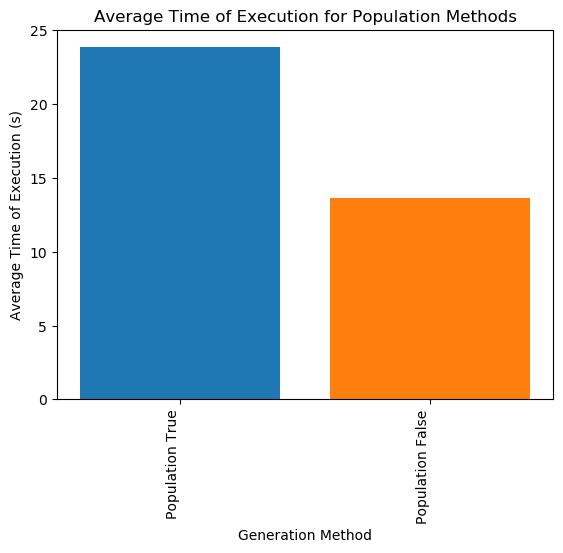 Average Time of Execution for Population Methods
Average Time of Execution (s)
25
20
15
10
5
0
Population True
Population False
Generation Method